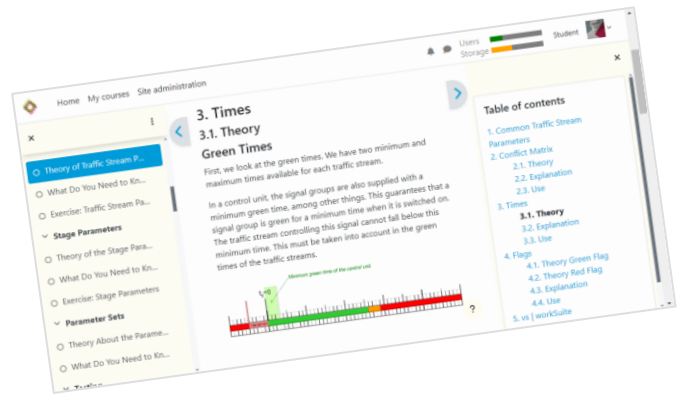 Home My courses Site administration
Users
Storage
Student
Theory of Traffic Stream P...
What Do You Need to Kn...
Exercise: Traffic Stream Pa...
Stage Parameters
Theory of the Stage Para...
What Do You Need to Kn...
Exercise: Stage Parameters
Parameter Sets
Theory About the Parame...
What Do You Need to Kn...
3. Times
3.1. Theory
Green Times
First, we look at the green times. We have two minimum and
maximum times available for each traffic stream.
In a control unit, the signal groups are also supplied with a
minimum green time, among other things. This guarantees that a
signal group is green for a minimum time when it is switched on.
The traffic stream controlling this signal cannot fall below this
minimum time. This must be taken into account in the green
times of the traffic streams.
Minimum green time of the control unit
?
Table of contents
1. Common Traffic Stream
Parameters
2. Conflict Matrix
2.1. Theory
2.2. Explanation
2.3. Use
3. Times
3.1. Theory
3.2. Explanation
3.3. Use
4. Flags
4.1. Theory Green Flag
4.2. Theory Red Flag
4.3. Explanation
4.4. Use
5. vs | workSuite